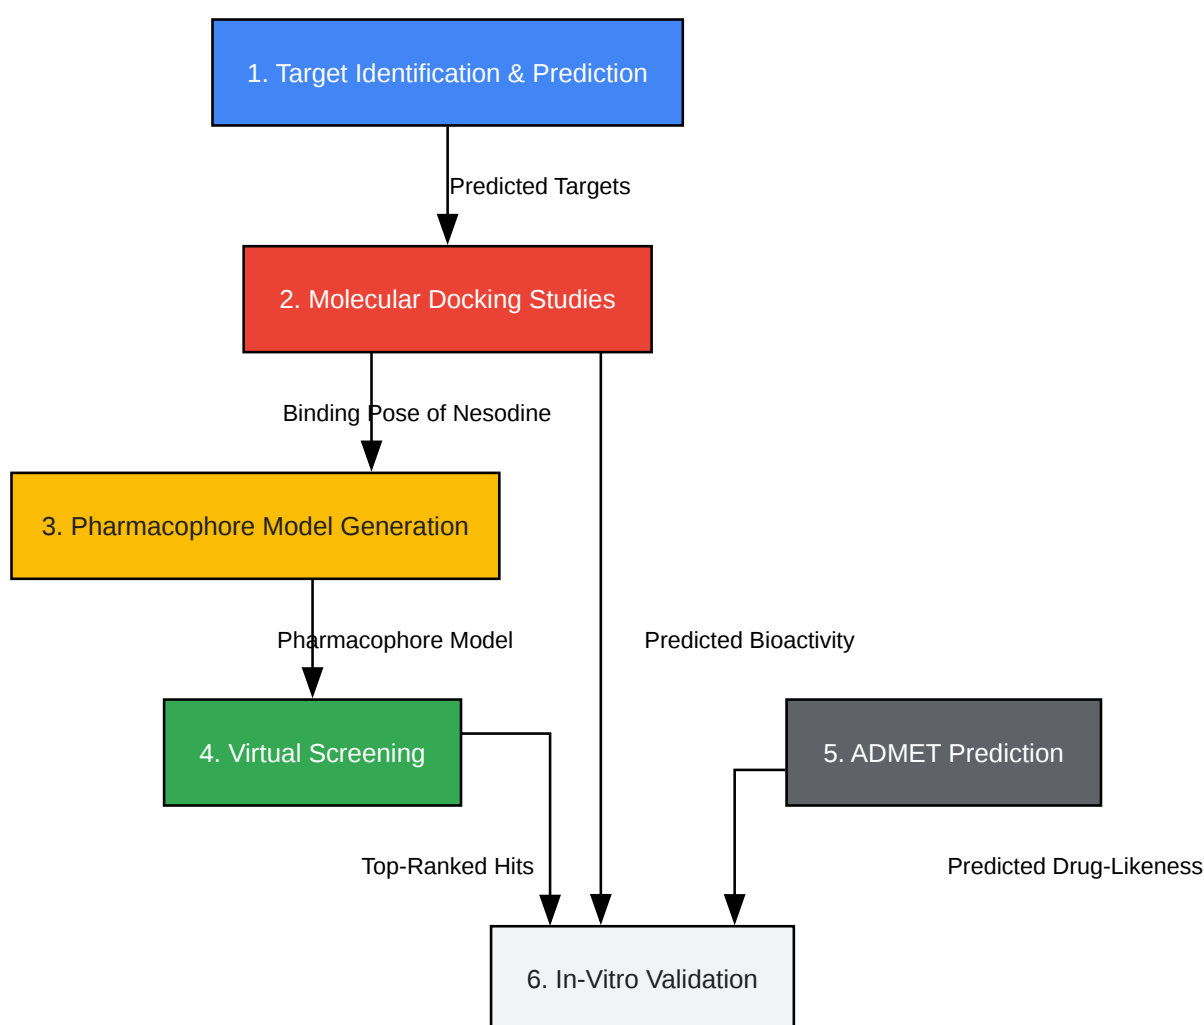 1. Target Identification & Prediction
Predicted Targets
2. Molecular Docking Studies
Binding Pose of Nesodine
3. Pharmacophore Model Generation
Pharmacophore Model
Predicted Bioactivity
4. Virtual Screening
5. ADMET Prediction
Top-Ranked Hits
Predicted Drug-Likeness
6. In-Vitro Validation